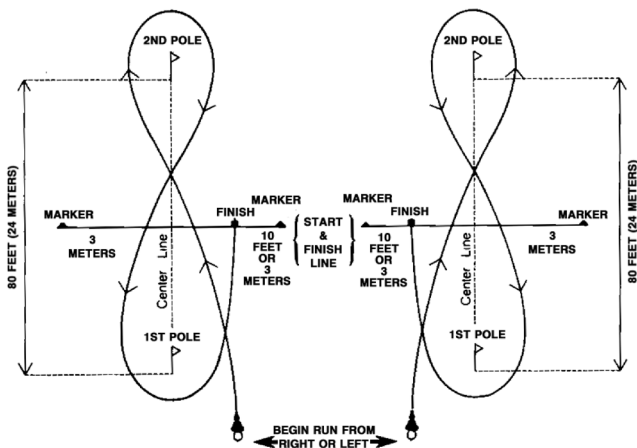 2ND POLE
80 FEET (24 METERS)
MARKER
3
METERS
Center Line
FINISH
MARKER
10
FEET
OR
3
METERS
1ST POLE
START
&
FINISH
LINE
2ND POLE
MARKER
FINISH
10
FEET
OR
3
METERS
Center Line
MARKER
3
METERS
1ST POLE
80 FEET (24 METERS)
BEGIN RUN FROM
RIGHT OR LEFT